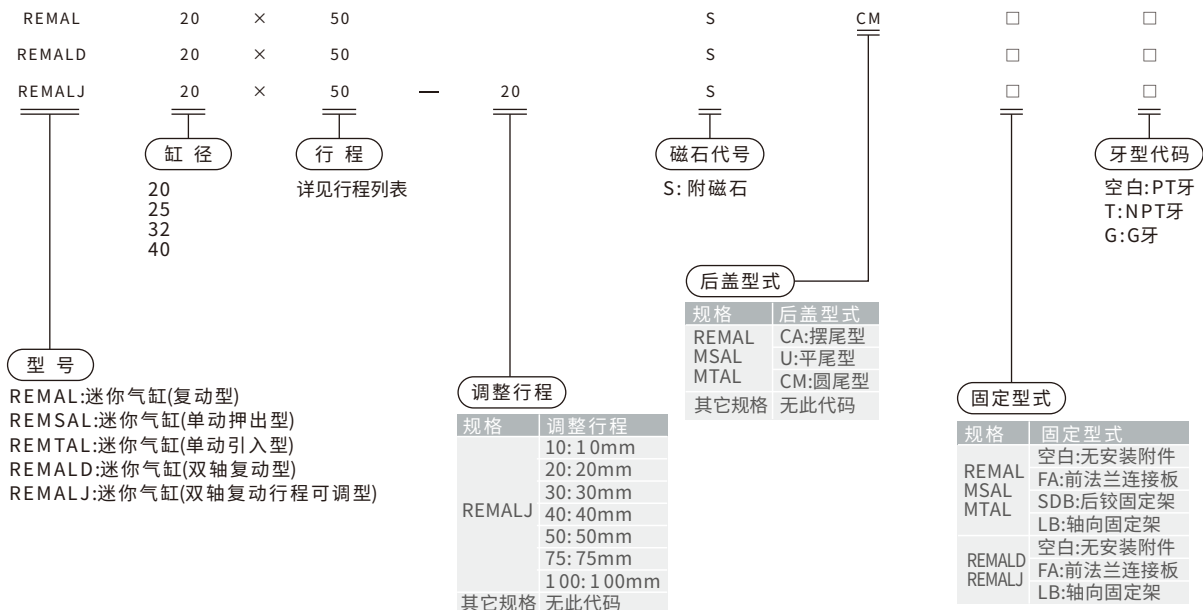 REMAL 20 × 50 S CM □ □
REMALD 20 × 50 S □ □
REMALJ 20 × 50 — 20 S □ □
缸 径
20
25
32
40
行 程
详见行程列表
磁石代号
S:附磁石
牙型代码
空白:PT牙
T:NPT牙
G:G牙
后盖型式
规格 后盖型式
REMAL
MSAL
MTAL
CA:摆尾型
U:平尾型
CM:圆尾型
其它规格 无此代码
型 号
REMAL:迷你气缸(复动型)
REMSAL:迷你气缸(单动押出型)
REMTAL:迷你气缸(单动引入型)
REMALD:迷你气缸(双轴复动型)
REMALJ:迷你气缸(双轴复动行程可调型)
调整行程
规格 调整行程
REMALJ
10:10mm
20:20mm
30:30mm
40:40mm
50:50mm
75:75mm
100:100mm
其它规格 无此代码
固定型式
规格 固定型式
REMAL
MSAL
MTAL
空白:无安装附件
FA:前法兰连接板
SDB:后铰固定架
LB:轴向固定架
REMALD
REMALJ
空白:无安装附件
FA:前法兰连接板
LB:轴向固定架